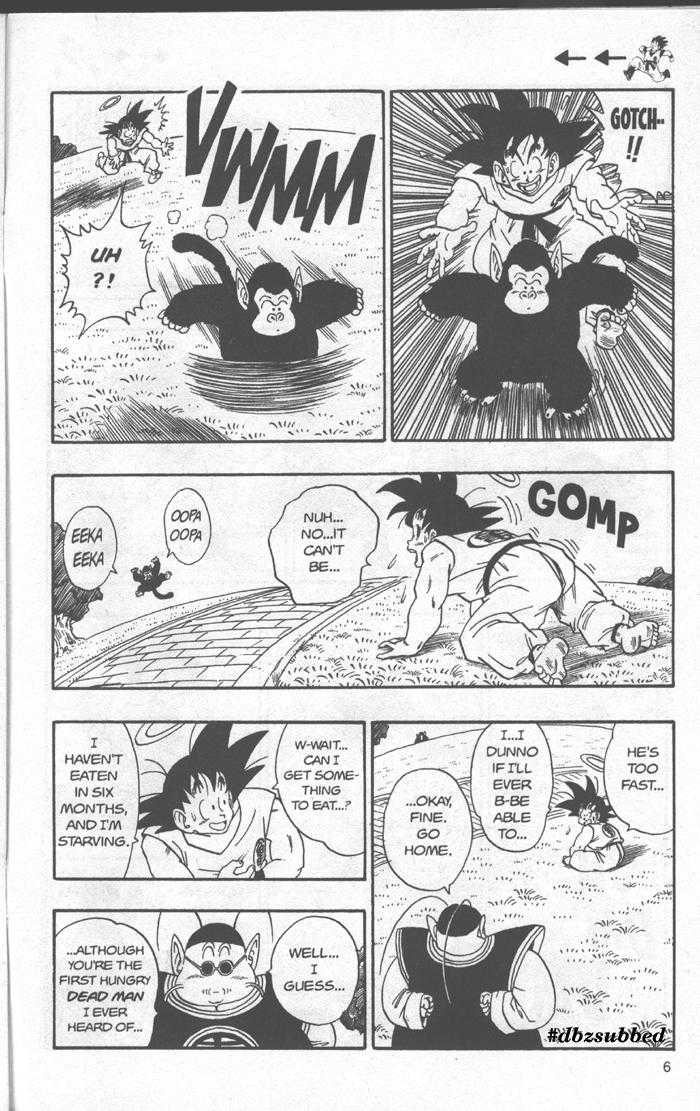 GOTCH--
!!
VWMMM
UH
?!
GOMP
NUH...
NO...IT
CAN'T
BE...
OOPA
OOPA
EEKA
EEKA
HE'S
TOO
FAST...
I...I
DUNNO
IF I'LL
EVER
B-BE
ABLE
TO...
...OKAY,
FINE.
GO
HOME.
W-WAIT...
CAN I
GET SOME-
THING
TO EAT...?
I
HAVEN'T
EATEN
IN SIX
MONTHS,
AND I'M
STARVING.
WELL...
I
GUESS...
...ALTHOUGH
YOU'RE THE
FIRST HUNGRY
DEAD MAN
I EVER
HEARD OF...
#dbzsubbed
6